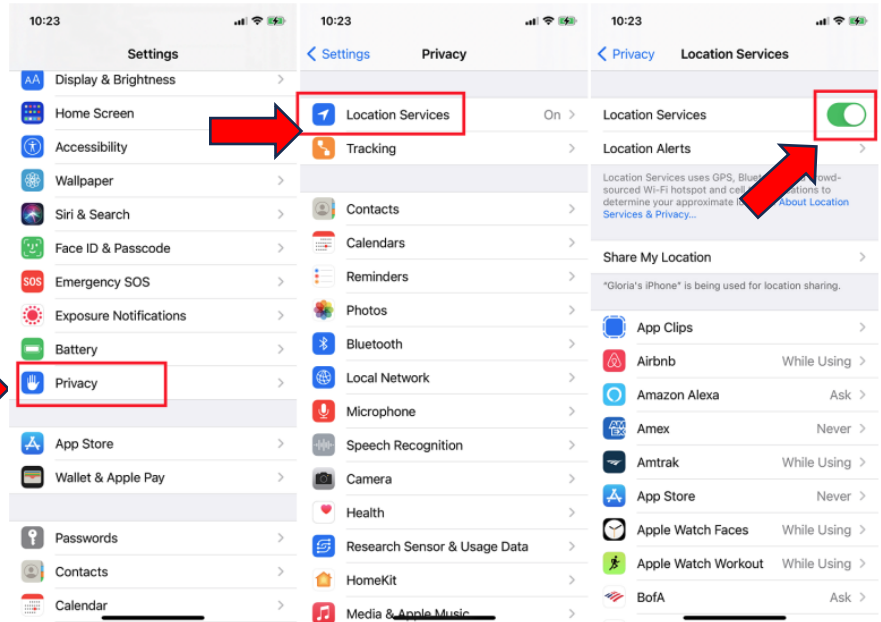 10:23
Settings
AA Display & Brightness
Home Screen
Accessibility
Wallpaper
Siri & Search
Face ID & Passcode
SOS Emergency SOS
Exposure Notifications
Battery
Privacy
App Store
Wallet & Apple Pay
Passwords
Contacts
Calendar
10:23
Settings Privacy
Location Services On
Tracking
Contacts
Calendars
Reminders
Photos
Bluetooth
Local Network
Microphone
Speech Recognition
Camera
Health
Research Sensor & Usage Data
HomeKit
Media & Apple Music
10:23
Privacy Location Services
Location Services
Location Alerts
Location Services uses GPS,
sourced Wi-Fi hotspot and cell to
determine your approximate About Location
Services & Privacy...
Share My Location
"Gloria's iPhone" is being used for location sharing.
App Clips
Airbnb While Using
Amazon Alexa Ask
AM EX Amex Never
Amtrak While Using
App Store Never
Apple Watch Faces While Using
Apple Watch Workout While Using
BofA Ask